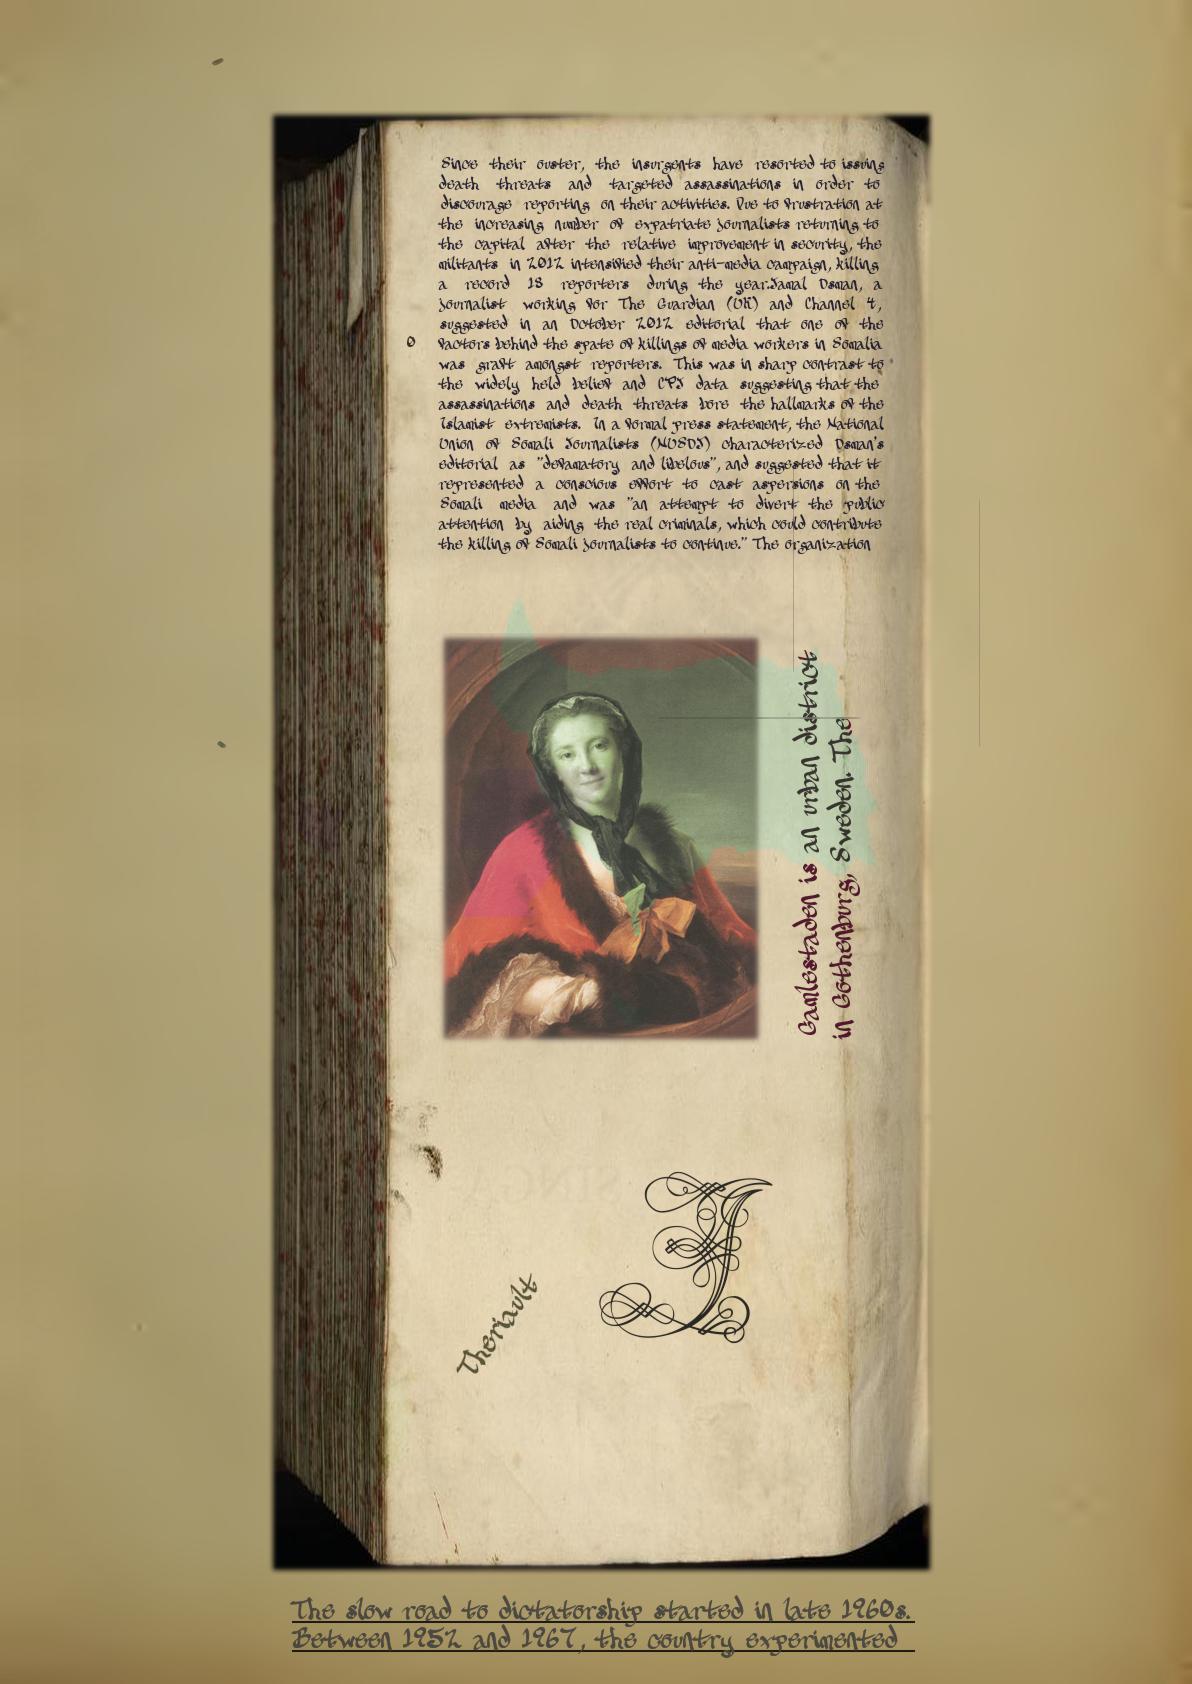 Since their ouster, the insurgents have resorted to issuing
death threats and targeted assassinations in order to
discourage reporting on their activities. Due to frustration at
the increasing number of expatriate journalists returning to
the capital after the relative improvement in security, the
militants in 2012 intensified their anti-media campaign, killing
a record 18 reporters during the year.Jamal Osman, a
journalist working for The Guardian (UK) and Channel 4,
suggested in an October 2012 editorial that one of the
0
factors behind the spate of killings of media workers in Somalia
was graft amongst reporters. This was in sharp contrast to
the widely held belief and CPJ data suggesting that the
assassinations and death threats bore the hallmarks of the
Islamist extremists. In a formal press statement, the National
Union of Somali Journalists (NUSOJ) characterized Osman's
editorial as "defamatory and libelous", and suggested that it
represented a conscious effort to cast aspersions on the
Somali media and was "an attempt to divert the public
attention by aiding the real criminals, which could contribute
the killing of Somali journalists to continue." The organization
Gamlestaden is an urban district
in Gothenburg, Sweden. The
J
Theriault
The slow road to dictatorship started in late 1960s.
Between 1952 and 1967, the country experimented